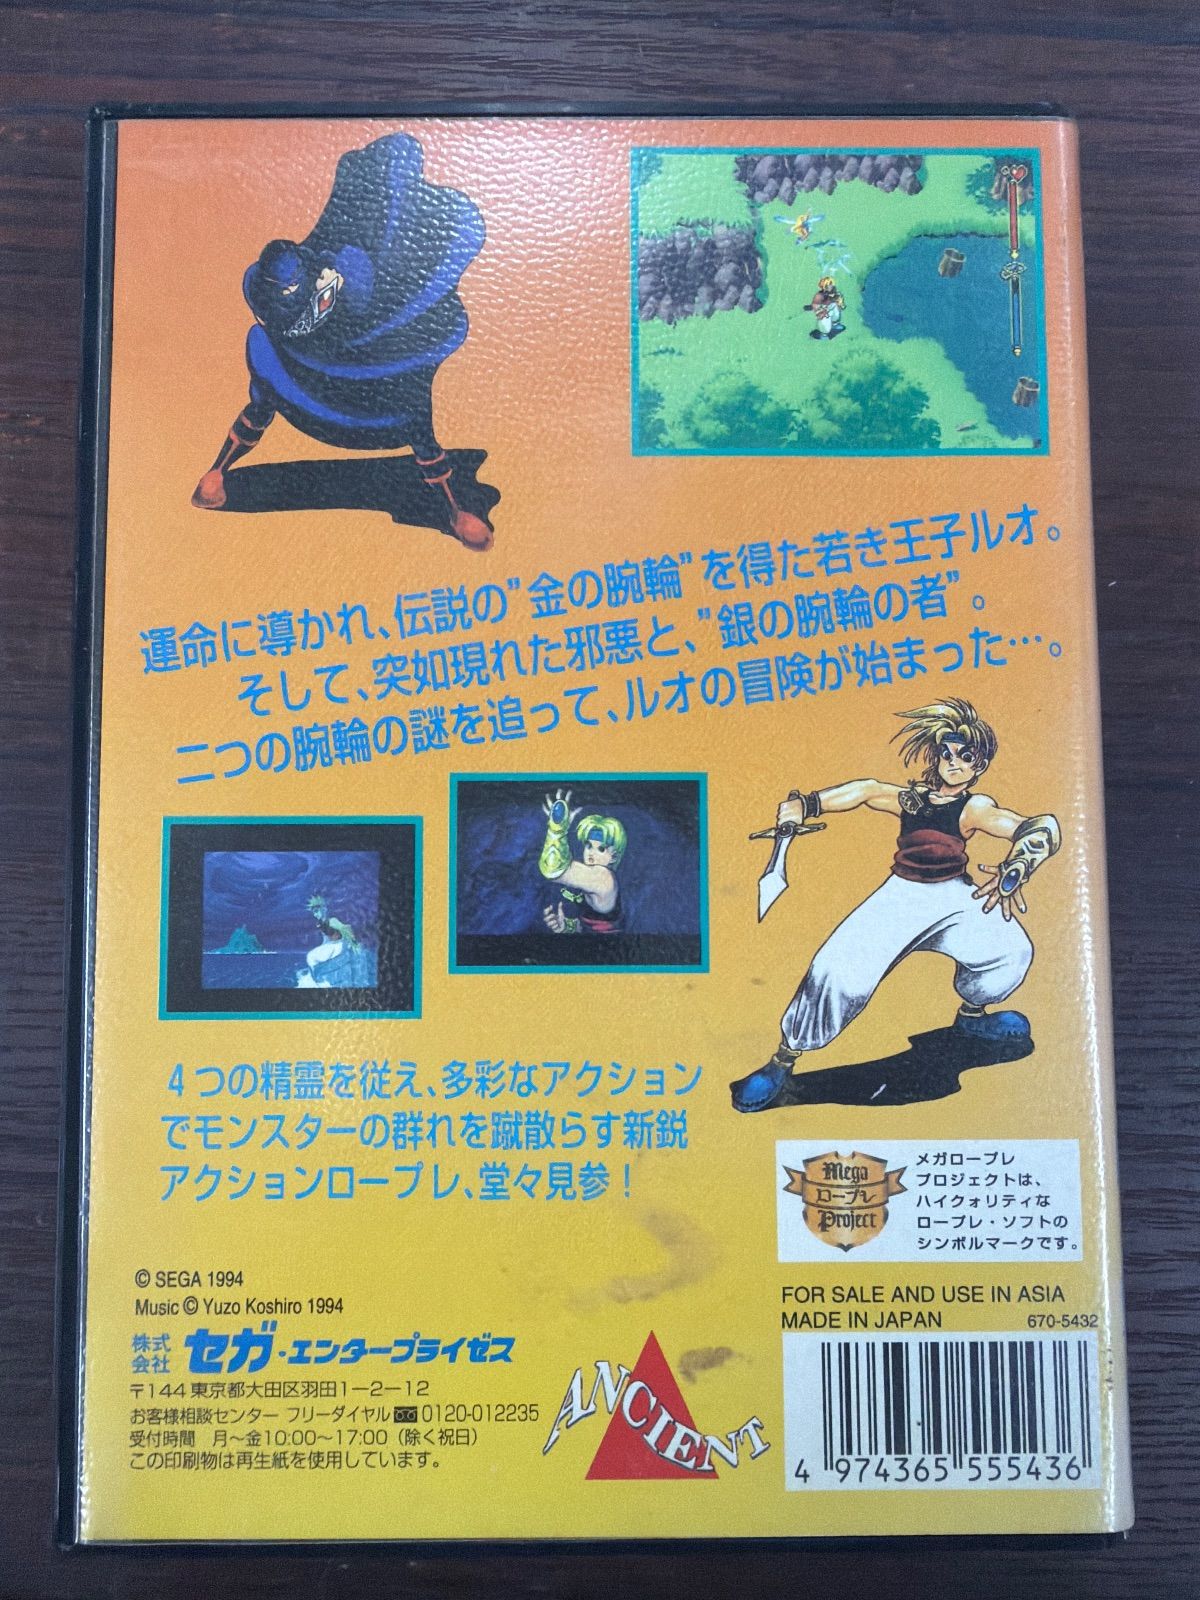 運命に導かれ、伝説の"金の腕輪"を得た若き王子ルオ。
そして、突如現れた邪悪と、"銀の腕輪の者"。
二つの腕輪の謎を追って、ルオの冒険が始まった…。
4つの精霊を従え、多彩なアクション
でモンスターの群れを蹴散らす新鋭
アクションロープレ、堂々見参！
Mega
ロープレ
Project
メガロープレ
プロジェクトは、
ハイクォリティな
ロープレ・ソフトの
シンボルマークです。
© SEGA 1994
Music © Yuzo Koshiro 1994
株式会社 セガ・エンタープライゼス
〒144 東京都大田区羽田1-2-12
お客様相談センター フリーダイヤル 0120-012235
受付時間 月～金10:00～17:00（除く祝日）
この印刷物は再生紙を使用しています。
ANCIENT
FOR SALE AND USE IN ASIA
MADE IN JAPAN 670-5432
4 974365 555436